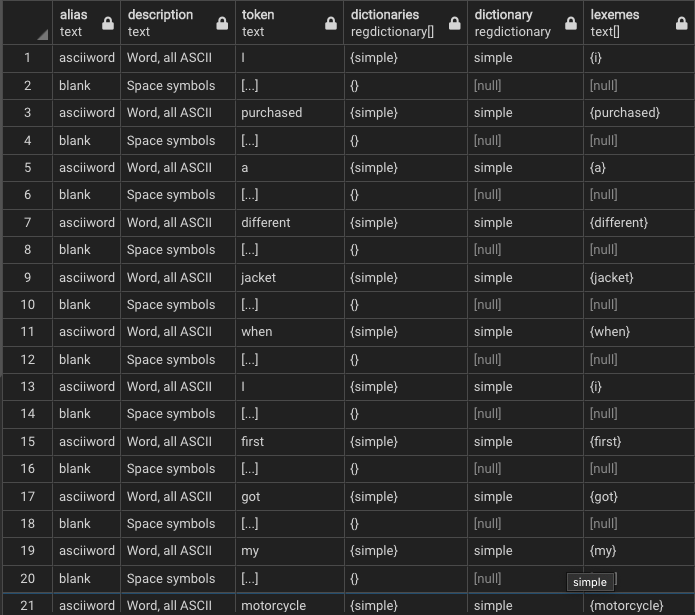 alias description token dictionaries dictionary lexemes
text text text regdictionary[] regdictionary text[]
1 asciiword Word, all ASCII I {simple} simple {i}
2 blank Space symbols [...] {} [null] [null]
3 asciiword Word, all ASCII purchased {simple} simple {purchased}
4 blank Space symbols [...] {} [null] [null]
5 asciiword Word, all ASCII a {simple} simple {a}
6 blank Space symbols [...] {} [null] [null]
7 asciiword Word, all ASCII different {simple} simple {different}
8 blank Space symbols [...] {} [null] [null]
9 asciiword Word, all ASCII jacket {simple} simple {jacket}
10 blank Space symbols [...] {} [null] [null]
11 asciiword Word, all ASCII when {simple} simple {when}
12 blank Space symbols [...] {} [null] [null]
13 asciiword Word, all ASCII I {simple} simple {i}
14 blank Space symbols [...] {} [null] [null]
15 asciiword Word, all ASCII first {simple} simple {first}
16 blank Space symbols [...] {} [null] [null]
17 asciiword Word, all ASCII got {simple} simple {got}
18 blank Space symbols [...] {} [null] [null]
19 asciiword Word, all ASCII my {simple} simple {my}
20 blank Space symbols [...] {} [null] simple
21 asciiword Word, all ASCII motorcycle {simple} simple {motorcycle}